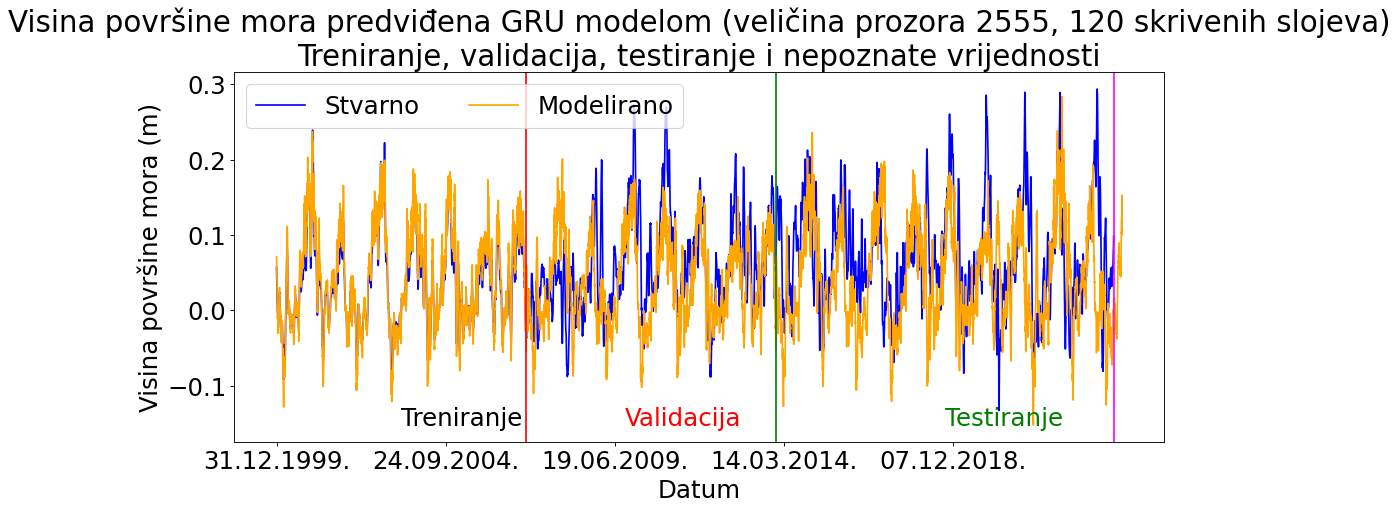 Visina površine mora predviđena GRU modelom (veličina prozora 2555, 120 skrivenih slojeva)
Treniranje, validacija, testiranje i nepoznate vrijednosti
Stvarno
Modelirano
Visina površine mora (m)
0.3
0.2
0.1
0.0
−0.1
Treniranje
Validacija
Testiranje
31.12.1999.
24.09.2004.
19.06.2009.
14.03.2014.
07.12.2018.
Datum